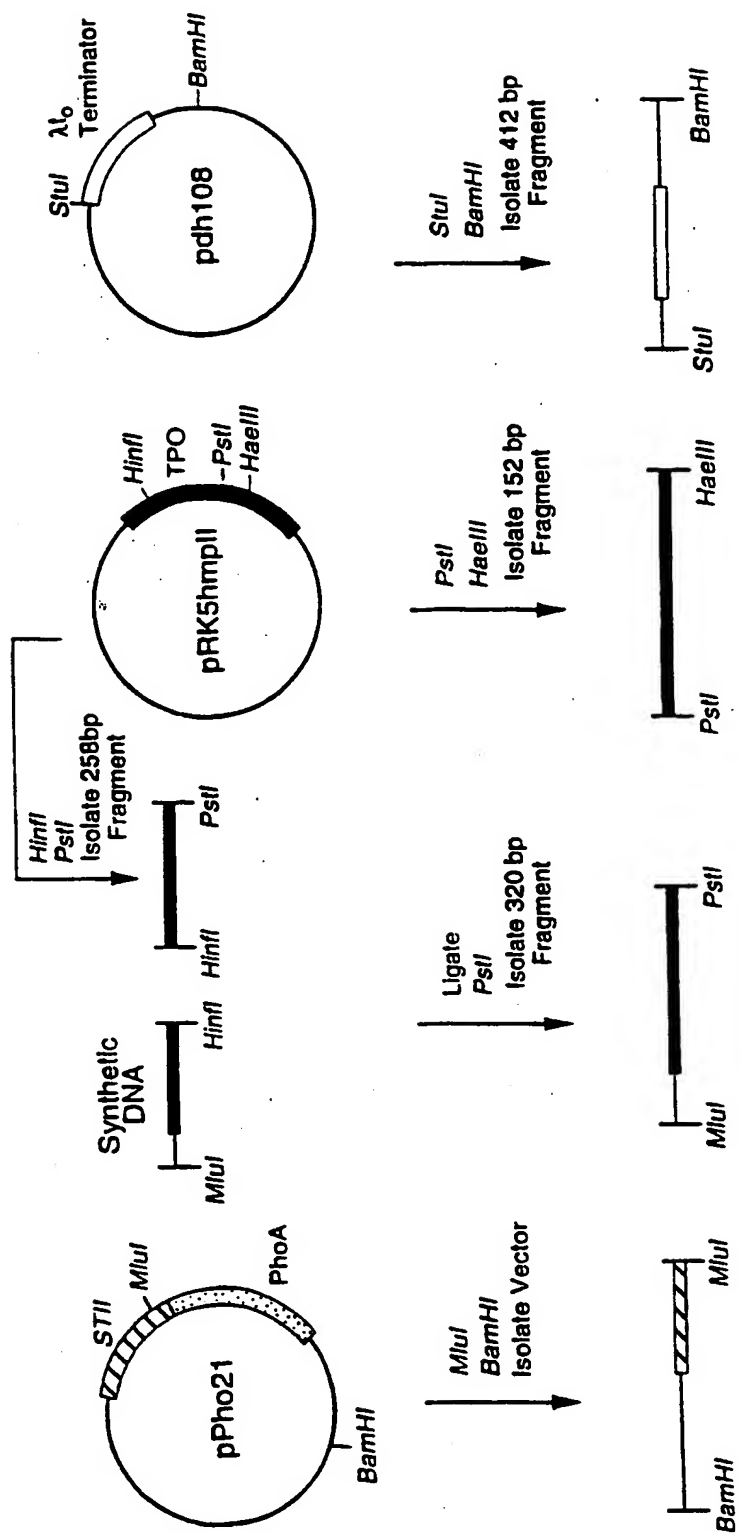 STII
MluI
PhoA
pPho21
BamHI
MluI
BamHI
Isolate Vector
BamHI
MluI
Synthetic
DNA
MluI
HinfI
HinfI
PstI
Isolate 258bp
Fragment
HinfI
PstI
Ligate
PstI
Isolate 320 bp
Fragment
MluI
PstI
HinfI
TPO
PstI
HaeIII
pRK5hmpII
PstI
HaeIII
Isolate 152 bp
Fragment
PstI
HaeIII
λt₀
Terminator
StuI
BamHI
pdh108
StuI
BamHI
Isolate 412 bp
Fragment
StuI
BamHI